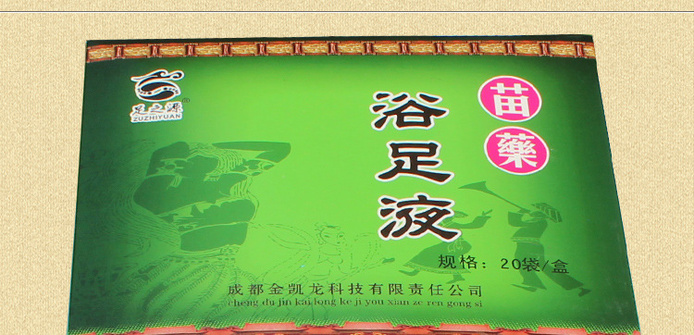 足之源
ZUZHIYUAN
苗藥
浴足液
规格：20袋/盒
成都金凯龙科技有限责任公司
cheng du jin kai long ke ji you xian ze ren gong si